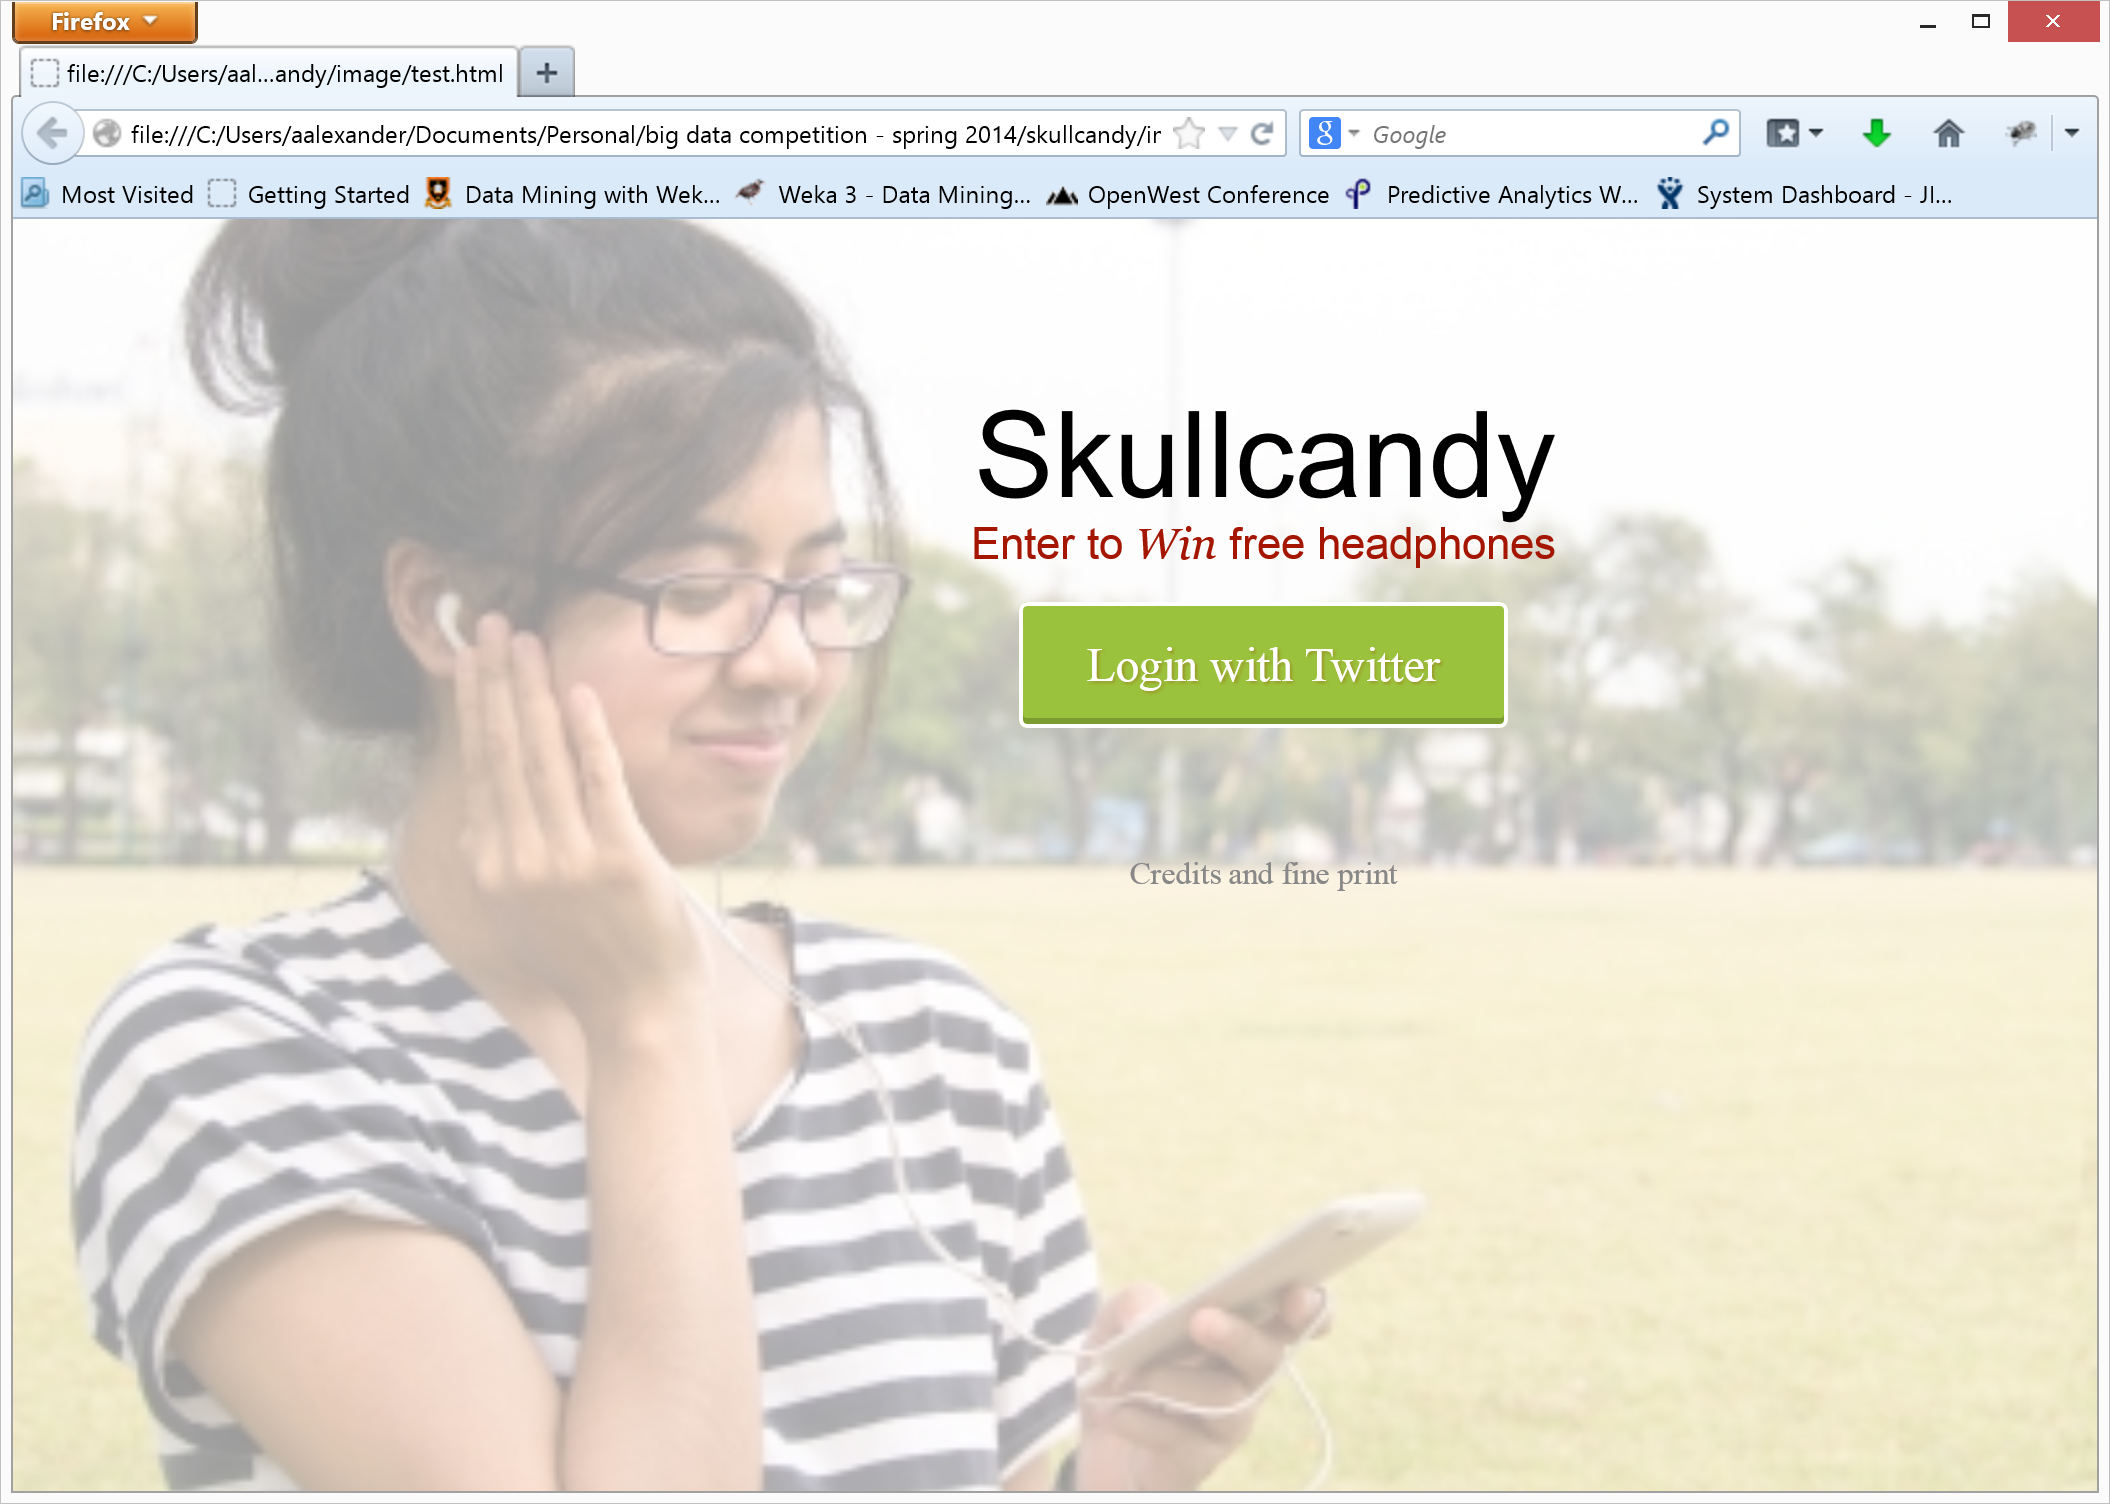 Firefox
file:///C:/Users/aal...andy/image/test.html
file:///C:/Users/aalexander/Documents/Personal/big data competition - spring 2014/skullcandy/ir
Google
Most Visited Getting Started Data Mining with Wek... Weka 3 - Data Mining... OpenWest Conference Predictive Analytics W... System Dashboard - JI...
Skullcandy
Enter to Win free headphones
Login with Twitter
Credits and fine print